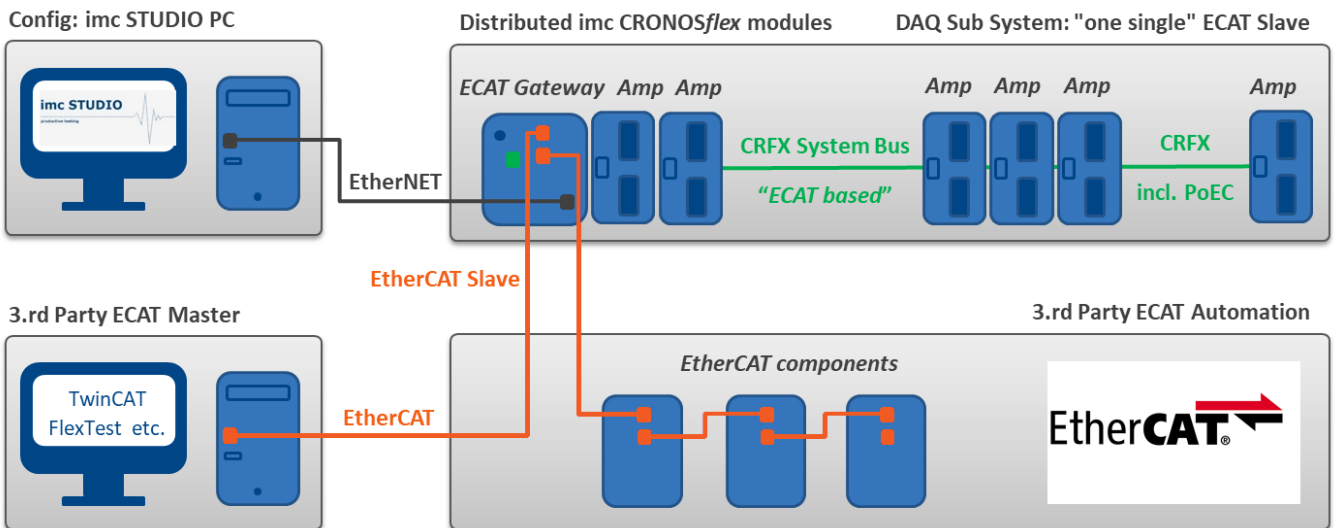 Config: imc STUDIO PC
Distributed imc CRONOSflex modules
DAQ Sub System: "one single" ECAT Slave
imc STUDIO
productive testing
ECAT Gateway
Amp
Amp
Amp
Amp
Amp
Amp
CRFX System Bus
"ECAT based"
CRFX
incl. PoEC
EtherNET
EtherCAT Slave
3.rd Party ECAT Master
3.rd Party ECAT Automation
EtherCAT components
TwinCAT
FlexTest etc.
EtherCAT
EtherCAT®